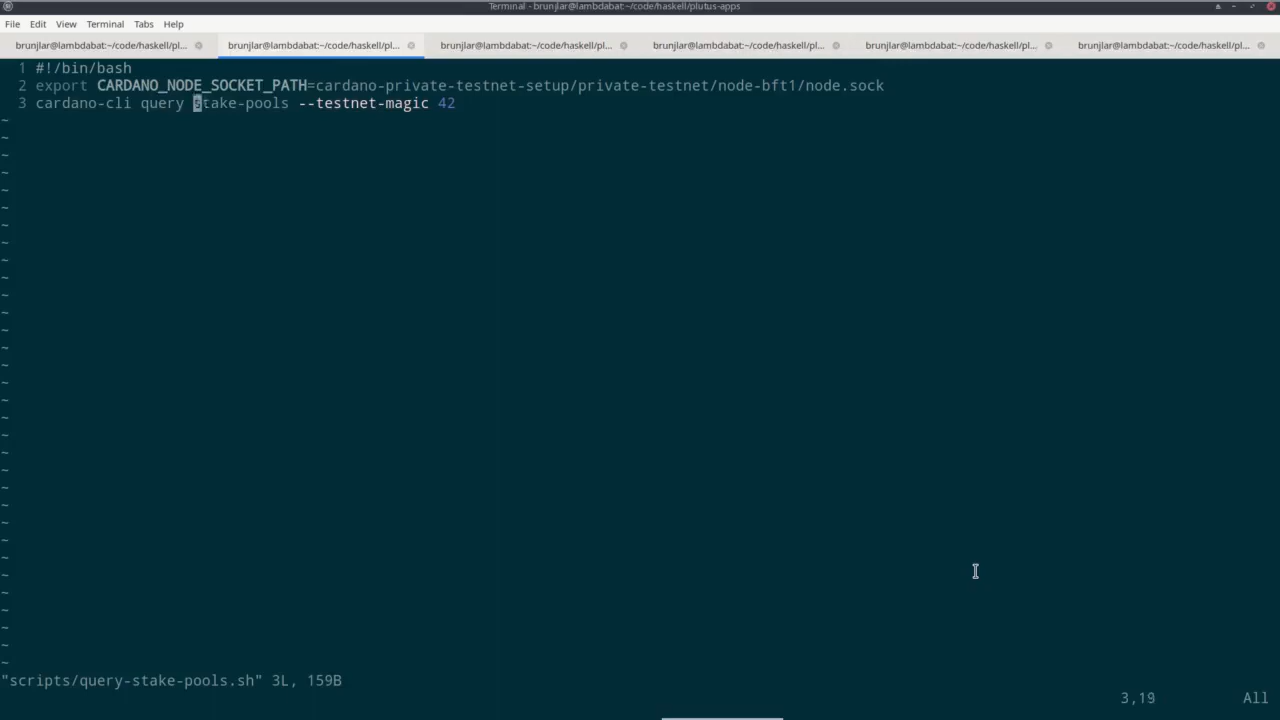 Terminal - brunjlar@lambdabat:~/code/haskell/plutus-apps
File Edit View Terminal Tabs Help
brunjlar@lambdabat:~/code/haskell/pl... brunjlar@lambdabat:~/code/haskell/pl... brunjlar@lambdabat:~/code/haskell/pl... brunjlar@lambdabat:~/code/haskell/pl... brunjlar@lambdabat:~/code/haskell/pl... brunjlar@lambdabat:~/code/haskell/pl...
1 #!/bin/bash
2 export CARDANO_NODE_SOCKET_PATH=cardano-private-testnet-setup/private-testnet/node-bft1/node.sock
3 cardano-cli query stake-pools --testnet-magic 42
"scripts/query-stake-pools.sh" 3L, 159B
3,19 All